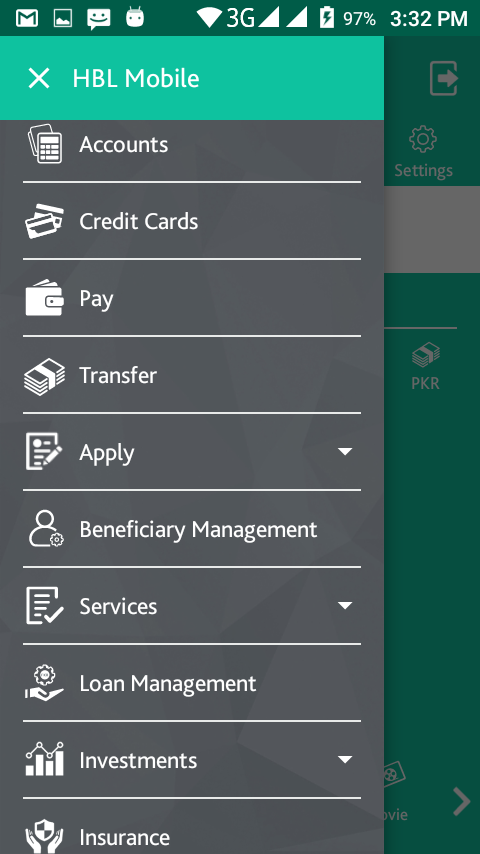 3G 97% 3:32 PM
HBL Mobile
Accounts
Settings
Credit Cards
Pay
Transfer
PKR
Apply
Beneficiary Management
Services
Loan Management
Investments
ovie
Insurance